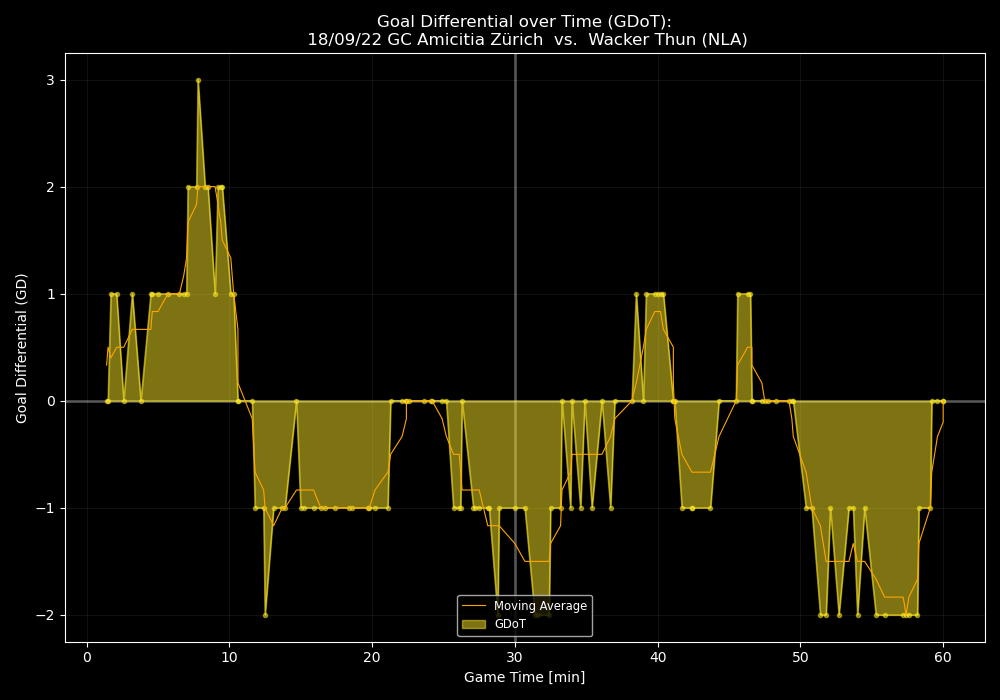 Goal Differential over Time (GDoT):
18/09/22 GC Amicitia Zürich  vs.  Wacker Thun (NLA)
Goal Differential (GD)
3
2
1
0
−1
−2
Moving Average
GDoT
0 10 20 30 40 50 60
Game Time [min]